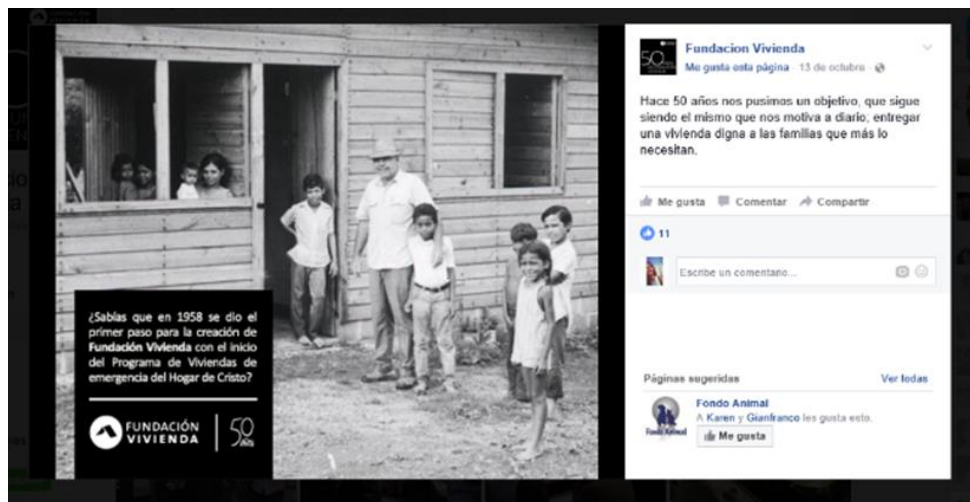 ¿Sabías que en 1958 se dio el
primer paso para la creación de
Fundación Vivienda con el inicio
del Programa de Viviendas de
emergencia del Hogar de Cristo?
FUNDACIÓN
VIVIENDA
50
años
Fundacion Vivienda
Me gusta esta página · 13 de octubre ·
Hace 50 años nos pusimos un objetivo, que sigue
siendo el mismo que nos motiva a diario; entregar
una vivienda digna a las familias que más lo
necesitan.
Me gusta Comentar Compartir
11
Escribe un comentario...
Páginas sugeridas Ver todas
Fondo Animal
A Karen y Gianfranco les gusta esto.
Fondo Animal
Me gusta